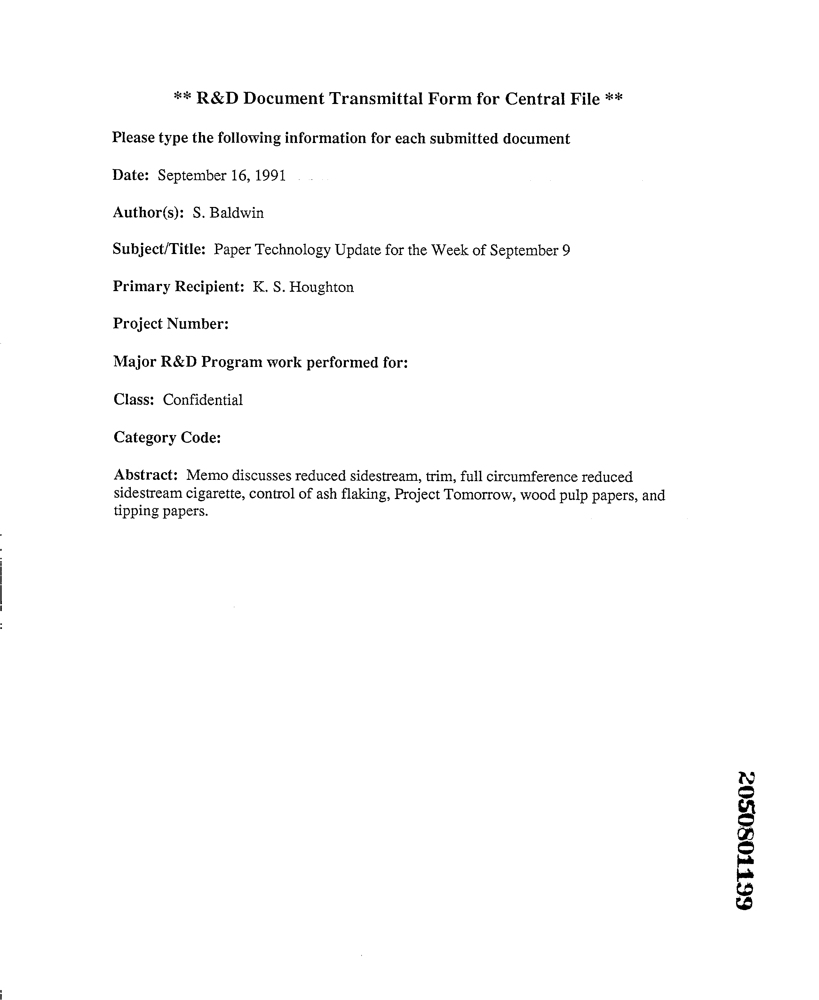 ** R&D Document Transmittal Form for Central File **
Please type the following information for each submitted document
Date: September 16, 1991
Author(s): S. Baldwin
Subject/Title: Paper Technology Update for the Week of September 9
Primary Recipient: K. S. Houghton
Project Number:
Major R&D Program work performed for:
Class: Confidential
Category Code:
Abstract: Memo discusses reduced sidestream, trim, full circumference reduced
sidestream cigarette, control of ash flaking, Project Tomorrow, wood pulp papers, and
tipping papers.
2050801199